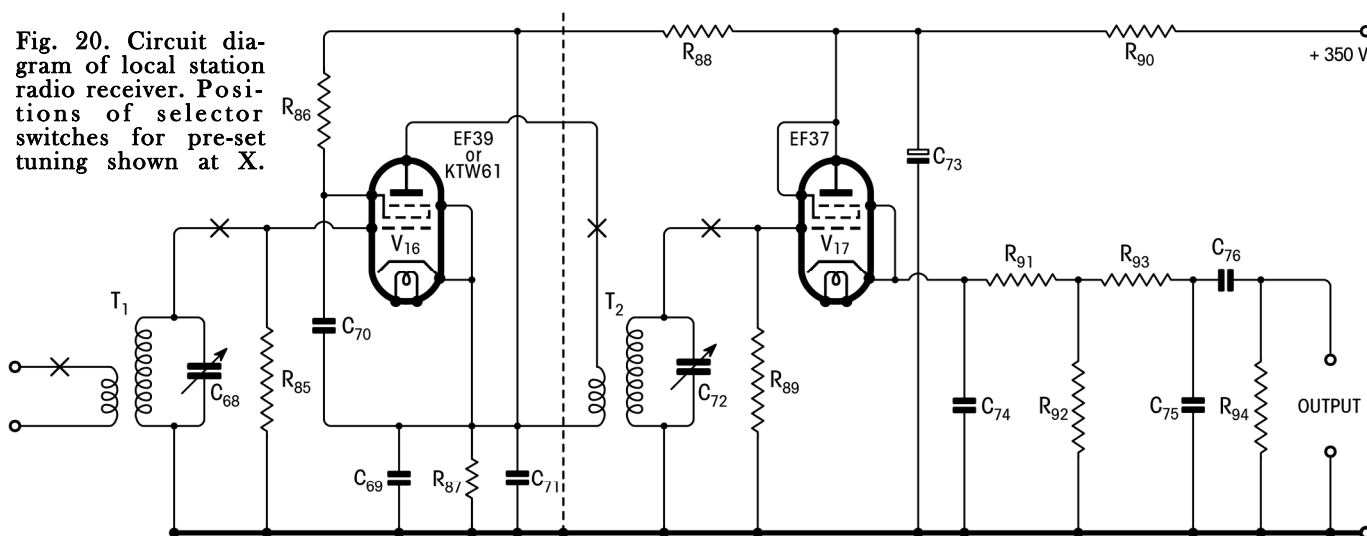 Fig. 20. Circuit dia-
gram of local station
radio receiver. Posi-
tions of selector
switches for pre-set
tuning shown at X.
R86
EF39
or
KTW61
V16
T1
C68
R85
C70
C69
R87
C71
R88
T2
C72
R89
EF37
V17
C73
R90
+ 350 V
R91
R93
C76
C74
R92
C75
R94
OUTPUT